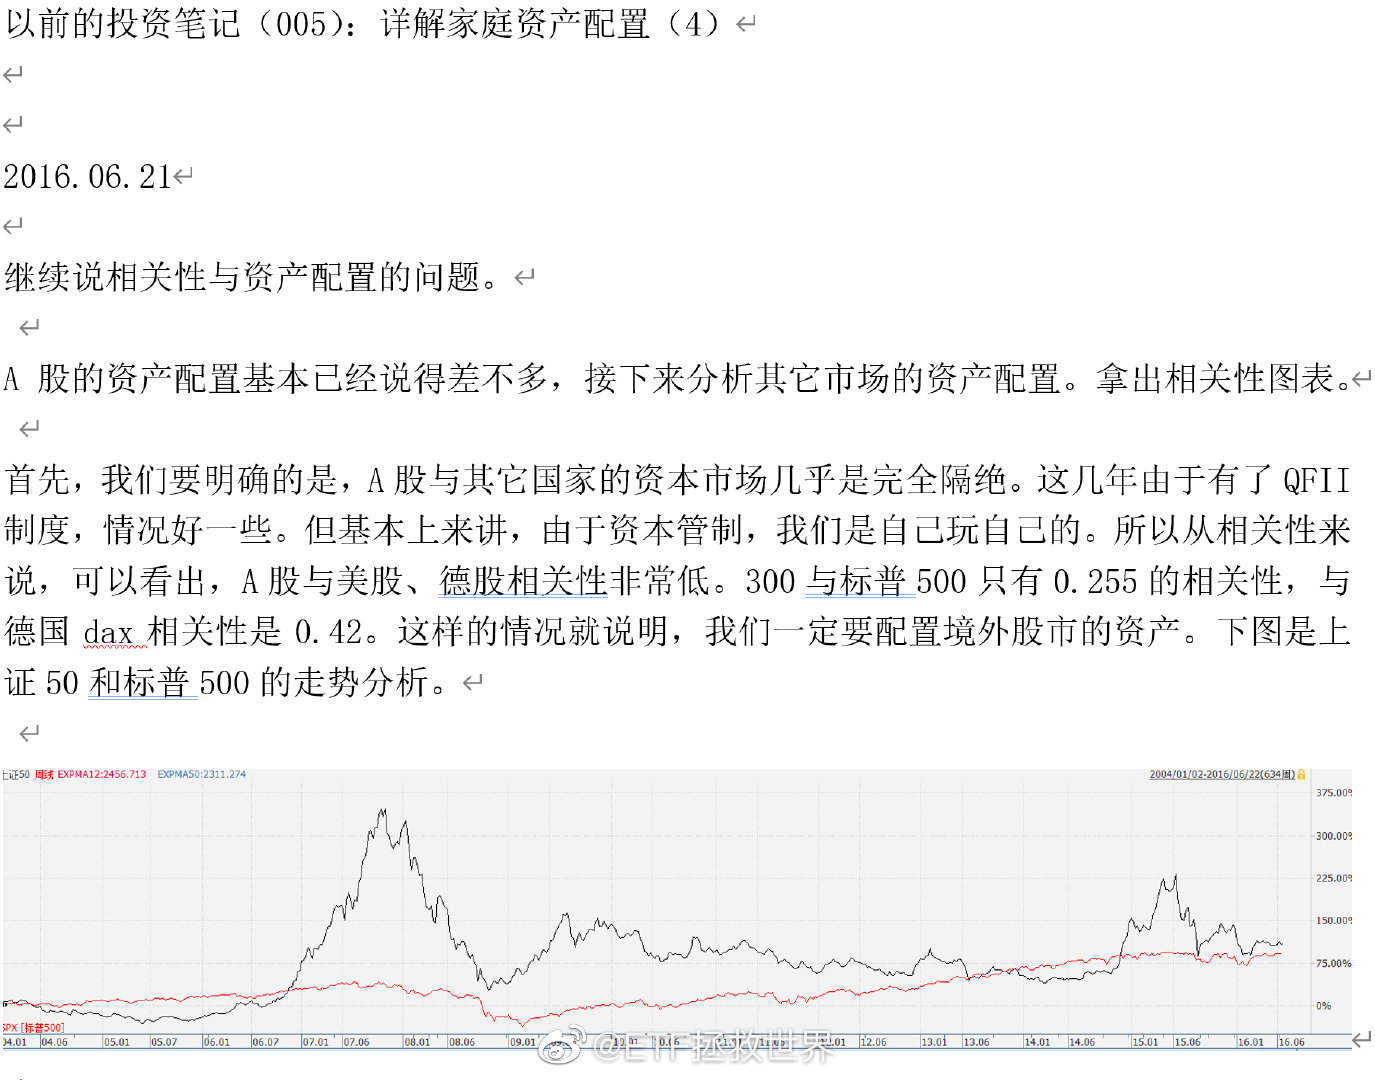 以前的投资笔记（005）：详解家庭资产配置（4）
2016.06.21
继续说相关性与资产配置的问题。
A 股的资产配置基本已经说得差不多，接下来分析其它市场的资产配置。拿出相关性图表。
首先，我们要明确的是，A 股与其它国家的资本市场几乎是完全隔绝。这几年由于有了 QFII
制度，情况好一些。但基本上来讲，由于资本管制，我们是自己玩自己的。所以从相关性来
说，可以看出，A 股与美股、德股相关性非常低。300 与标普 500 只有 0.255 的相关性，与
德国 dax 相关性是 0.42。这样的情况就说明，我们一定要配置境外股市的资产。下图是上
证 50 和标普 500 的走势分析。
上证50 周线 EXPMA12:2456.713 EXPMA50:2311.274 2004/01/02-2016/06/22(634周)
375.00%
300.00%
225.00%
150.00%
75.00%
0%
SPX [标普500]
04.01 04.06 05.01 05.07 06.01 06.07 07.01 07.06 08.01 08.06 09.01 10.01 10.06 12.06 13.01 13.06 14.01 14.06 15.01 15.06 16.01 16.06
@ETF拯救世界